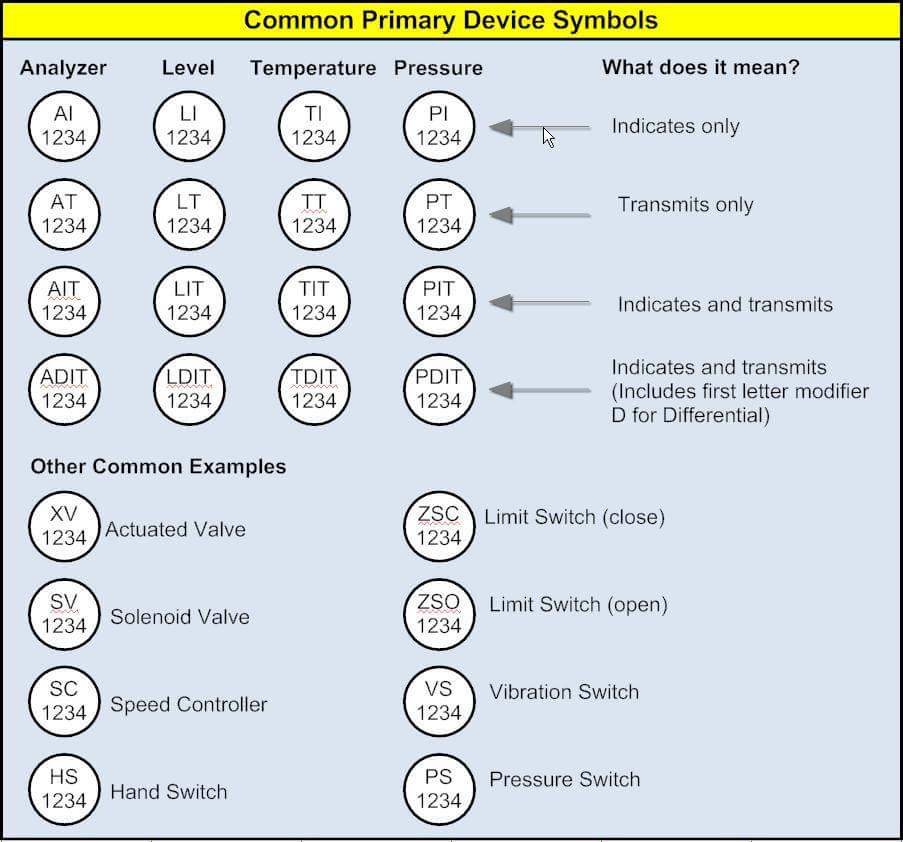 Common Primary Device Symbols
Analyzer Level Temperature Pressure What does it mean?
AI LI TI PI
1234 1234 1234 1234 Indicates only
AT LT TT PT Transmits only
1234 1234 1234 1234
AIT LIT TIT PIT
1234 1234 1234 1234 Indicates and transmits
ADIT LDIT TDIT PDIT Indicates and transmits
1234 1234 1234 1234 (Includes first letter modifier
D for Differential)
Other Common Examples
XV ZSC Limit Switch (close)
1234 Actuated Valve 1234
SV ZSO Limit Switch (open)
1234 Solenoid Valve 1234
SC VS Vibration Switch
1234 Speed Controller 1234
HS PS Pressure Switch
1234 Hand Switch 1234